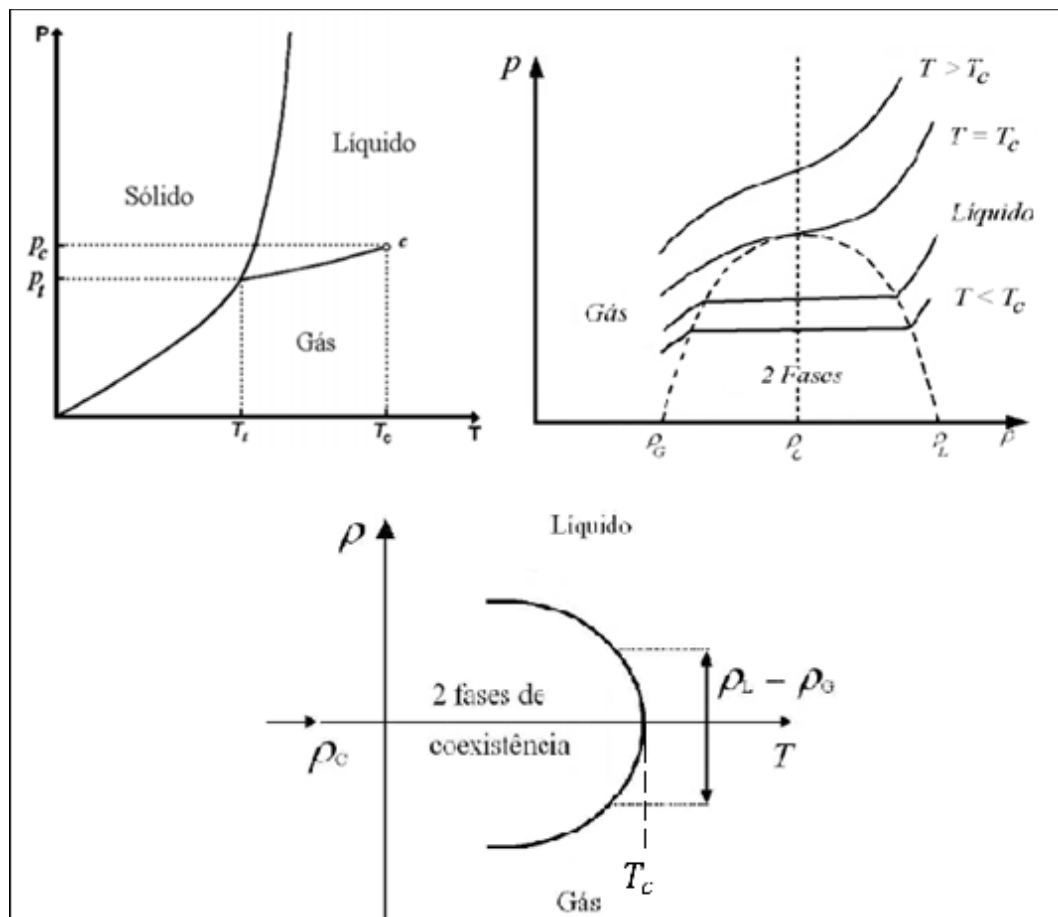 P
Líquido
Sólido
p_c
c
p_t
Gás
T_t
T_c
T
p
T > T_c
T = T_c
Líquido
Gás
T < T_c
2 Fases
ρ_G
ρ_C
ρ_L
ρ
ρ
Líquido
2 fases de
coexistência
ρ_L − ρ_G
ρ_C
T
T_c
Gás